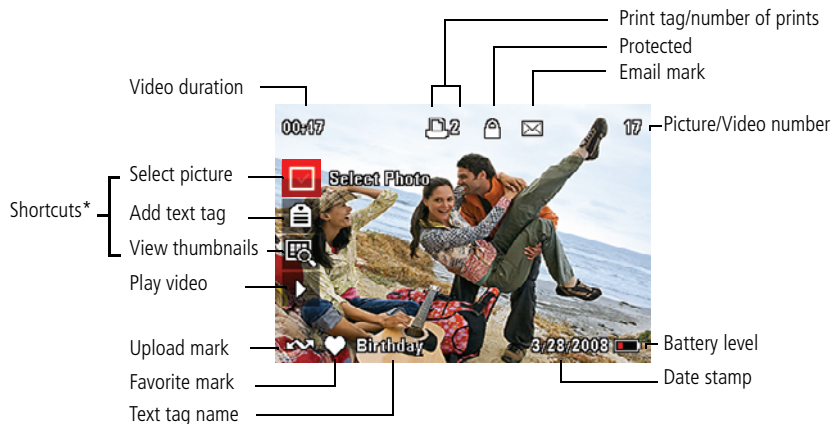 Print tag/number of prints
Protected
Email mark
Video duration
00:17
2
17
Picture/Video number
Select picture
Select Photo
Shortcuts*
Add text tag
View thumbnails
Play video
Upload mark
Birthday
3/28/2008
Battery level
Favorite mark
Date stamp
Text tag name